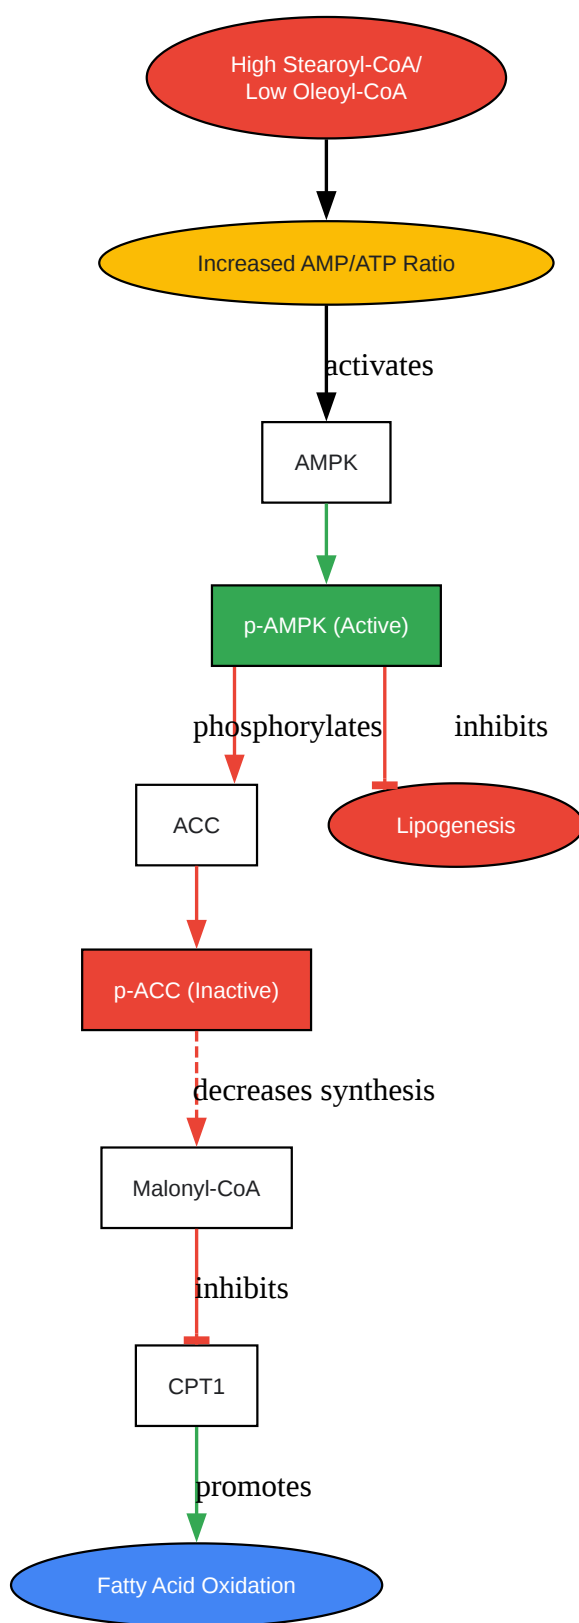 High Stearoyl-CoA/
Low Oleoyl-CoA
Increased AMP/ATP Ratio
activates
AMPK
p-AMPK (Active)
phosphorylates
inhibits
ACC
Lipogenesis
p-ACC (Inactive)
decreases synthesis
Malonyl-CoA
inhibits
CPT1
promotes
Fatty Acid Oxidation